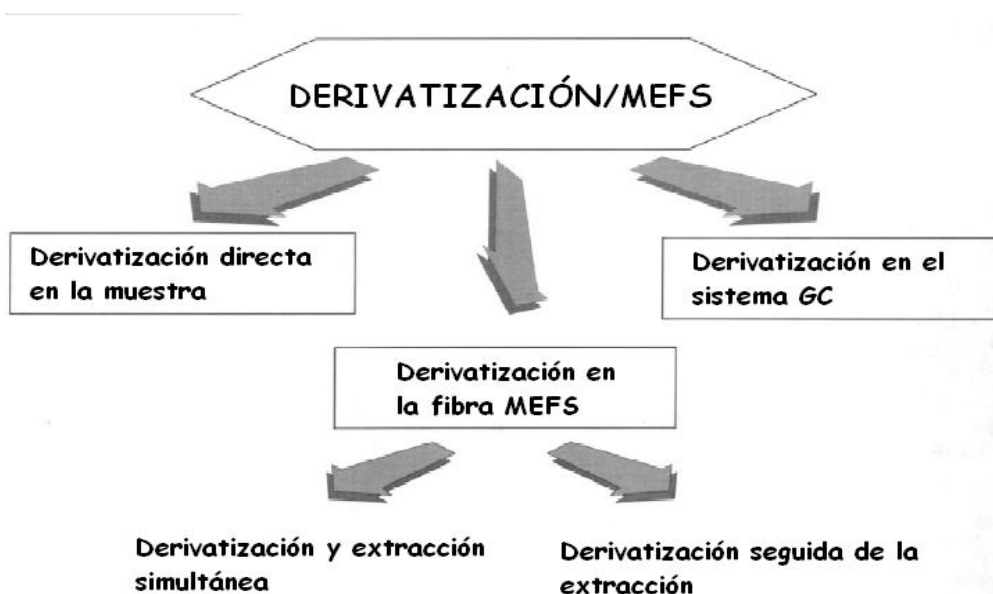 DERIVATIZACIÓN/MEFS
Derivatización directa
en la muestra
Derivatización en el
sistema GC
Derivatización en
la fibra MEFS
Derivatización y extracción
simultánea
Derivatización seguida de la
extracción